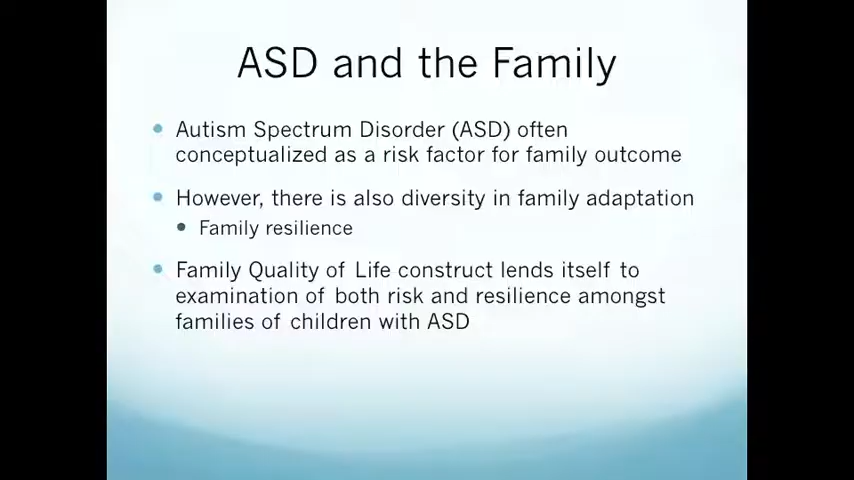 ASD and the Family
• Autism Spectrum Disorder (ASD) often
conceptualized as a risk factor for family outcome
• However, there is also diversity in family adaptation
• Family resilience
• Family Quality of Life construct lends itself to
examination of both risk and resilience amongst
families of children with ASD